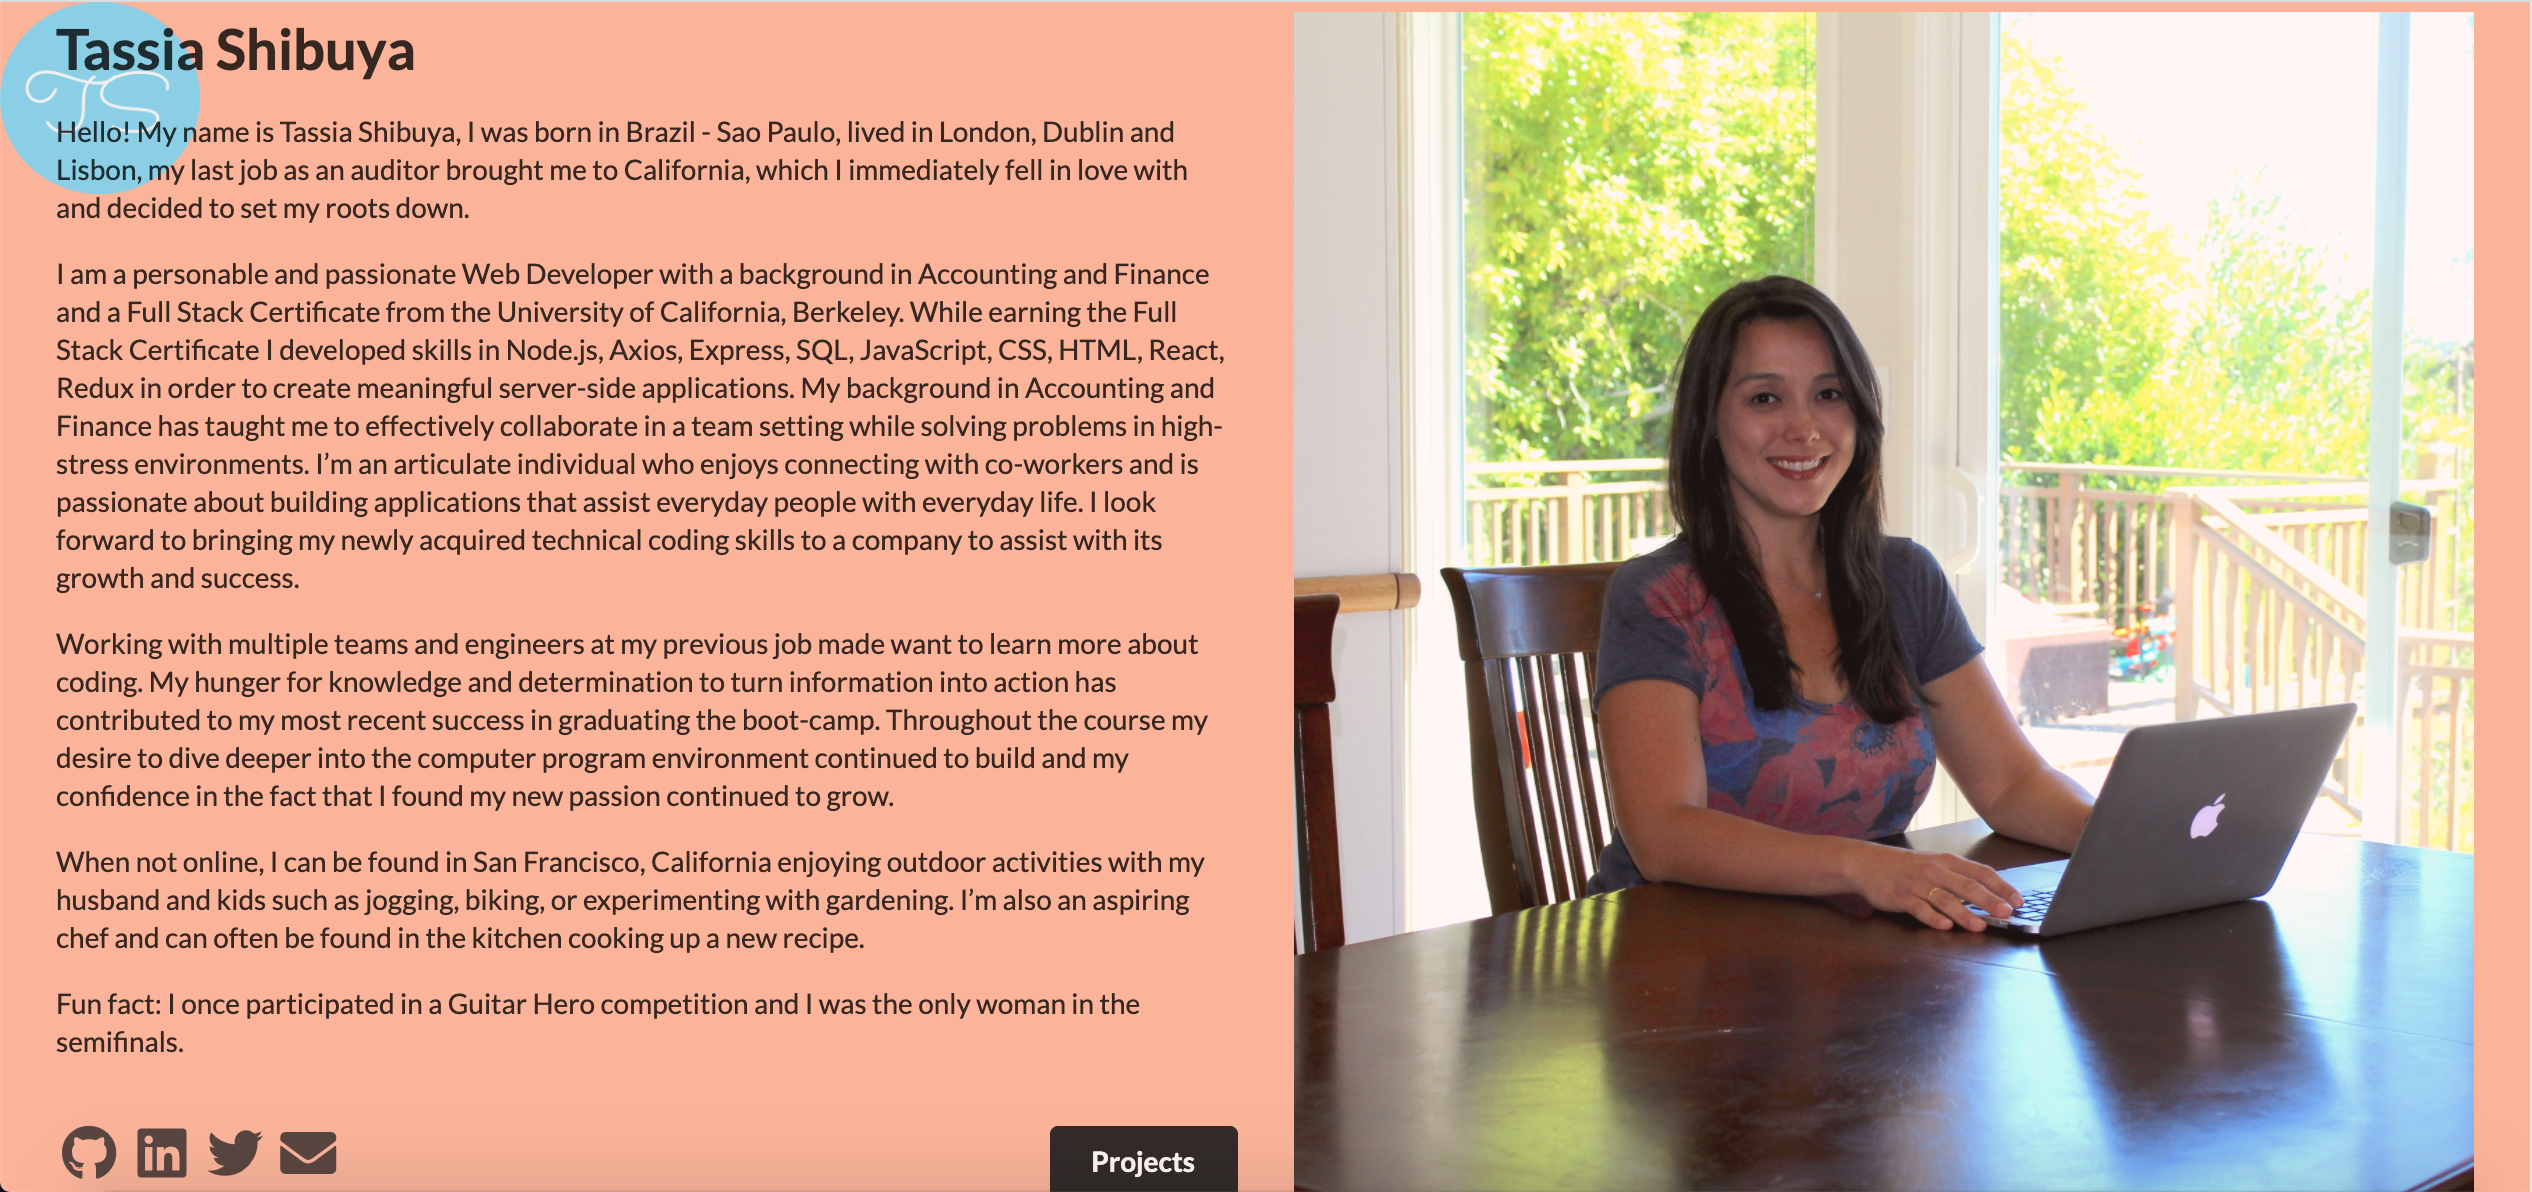 Tassia Shibuya
TS
Hello! My name is Tassia Shibuya, I was born in Brazil - Sao Paulo, lived in London, Dublin and
Lisbon, my last job as an auditor brought me to California, which I immediately fell in love with
and decided to set my roots down.
I am a personable and passionate Web Developer with a background in Accounting and Finance
and a Full Stack Certificate from the University of California, Berkeley. While earning the Full
Stack Certificate I developed skills in Node.js, Axios, Express, SQL, JavaScript, CSS, HTML, React,
Redux in order to create meaningful server-side applications. My background in Accounting and
Finance has taught me to effectively collaborate in a team setting while solving problems in high-
stress environments. I’m an articulate individual who enjoys connecting with co-workers and is
passionate about building applications that assist everyday people with everyday life. I look
forward to bringing my newly acquired technical coding skills to a company to assist with its
growth and success.
Working with multiple teams and engineers at my previous job made want to learn more about
coding. My hunger for knowledge and determination to turn information into action has
contributed to my most recent success in graduating the boot-camp. Throughout the course my
desire to dive deeper into the computer program environment continued to build and my
confidence in the fact that I found my new passion continued to grow.
When not online, I can be found in San Francisco, California enjoying outdoor activities with my
husband and kids such as jogging, biking, or experimenting with gardening. I’m also an aspiring
chef and can often be found in the kitchen cooking up a new recipe.
Fun fact: I once participated in a Guitar Hero competition and I was the only woman in the
semifinals.
in
Projects